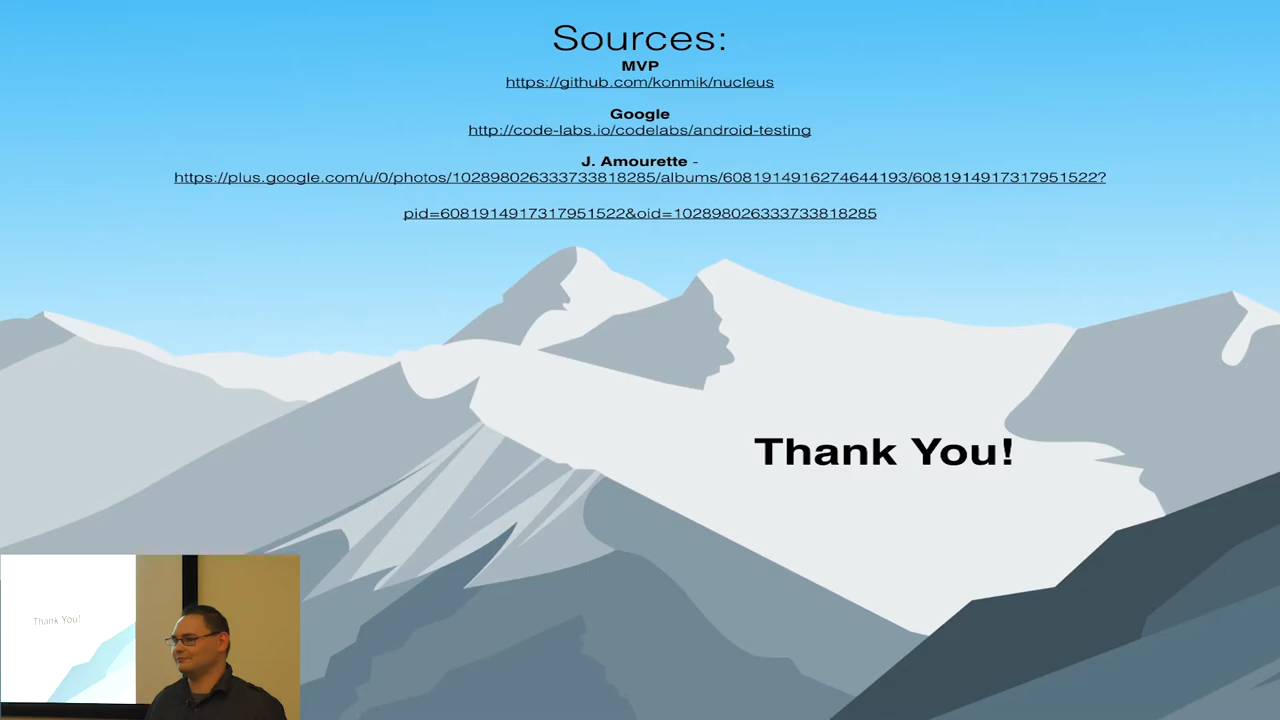 Sources:
MVP
https://github.com/konmik/nucleus
Google
http://code-labs.io/codelabs/android-testing
J. Amourette -
https://plus.google.com/u/0/photos/102898026333733818285/albums/6081914916274644193/6081914917317951522?
pid=6081914917317951522&oid=102898026333733818285
Thank You!
Thank You!